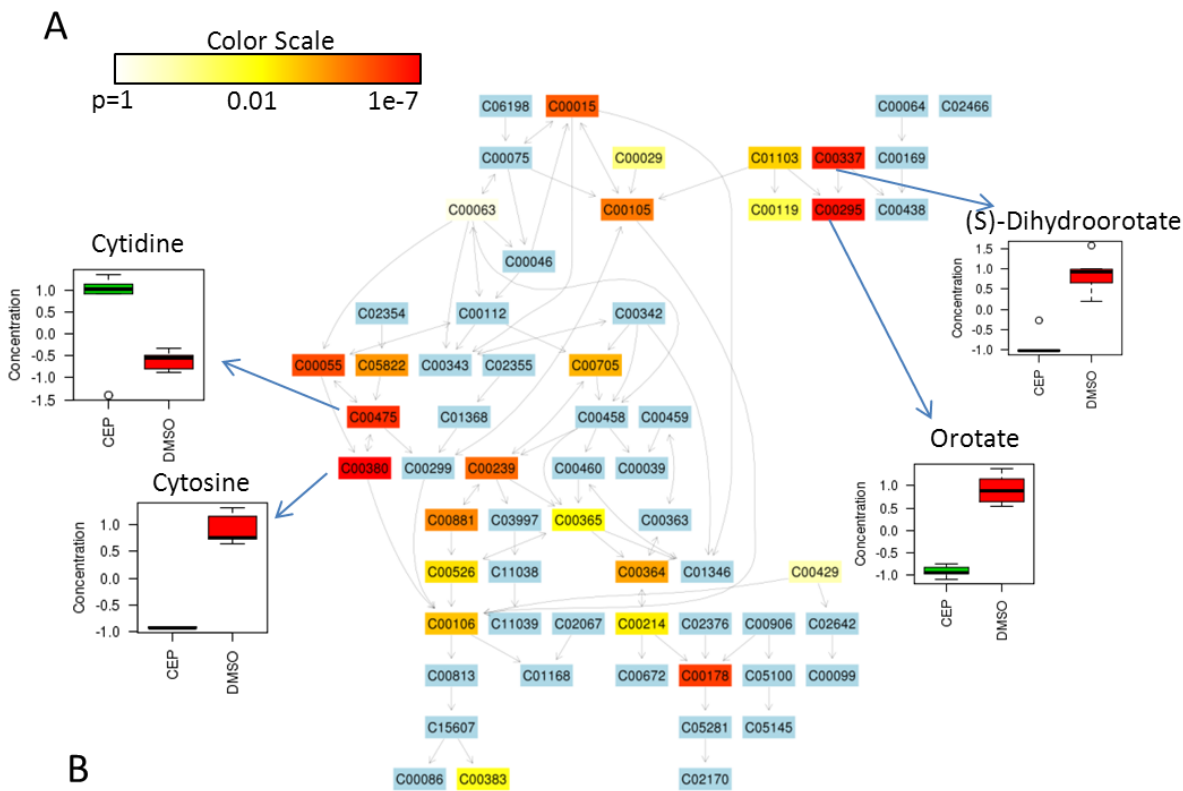 A
Color Scale
p=1 0.01 1e-7
C06198 C00015 C00064 C02466
C00075 C00029 C01103 C00337 C00169
C00063 C00105 C00119 C00295 C00438
(S)-Dihydroorotate
Concentration
1.5
1.0
0.5
0.0
-1.0
CEP DMSO
Cytidine
Concentration
1.0
0.5
0.0
-0.5
-1.0
-1.5
CEP DMSO
C00046
C02354 C00112 C00342
C00055 C05822 C00343 C02355 C00705
C00475 C01368 C00458 C00459
C00380 C00299 C00239 C00460 C00039
Orotate
Concentration
1.0
0.5
0.0
-0.5
-1.0
CEP DMSO
Cytosine
Concentration
1.0
0.5
0.0
-0.5
-1.0
CEP DMSO
C00881 C03997 C00365 C00363
C00526 C11038 C00364 C01346 C00429
C00106 C11039 C02067 C00214 C02376 C00906 C02642
C00813 C01168 C00672 C00178 C05100 C00099
C15607 C05281 C05145
B
C00086 C00383 C02170